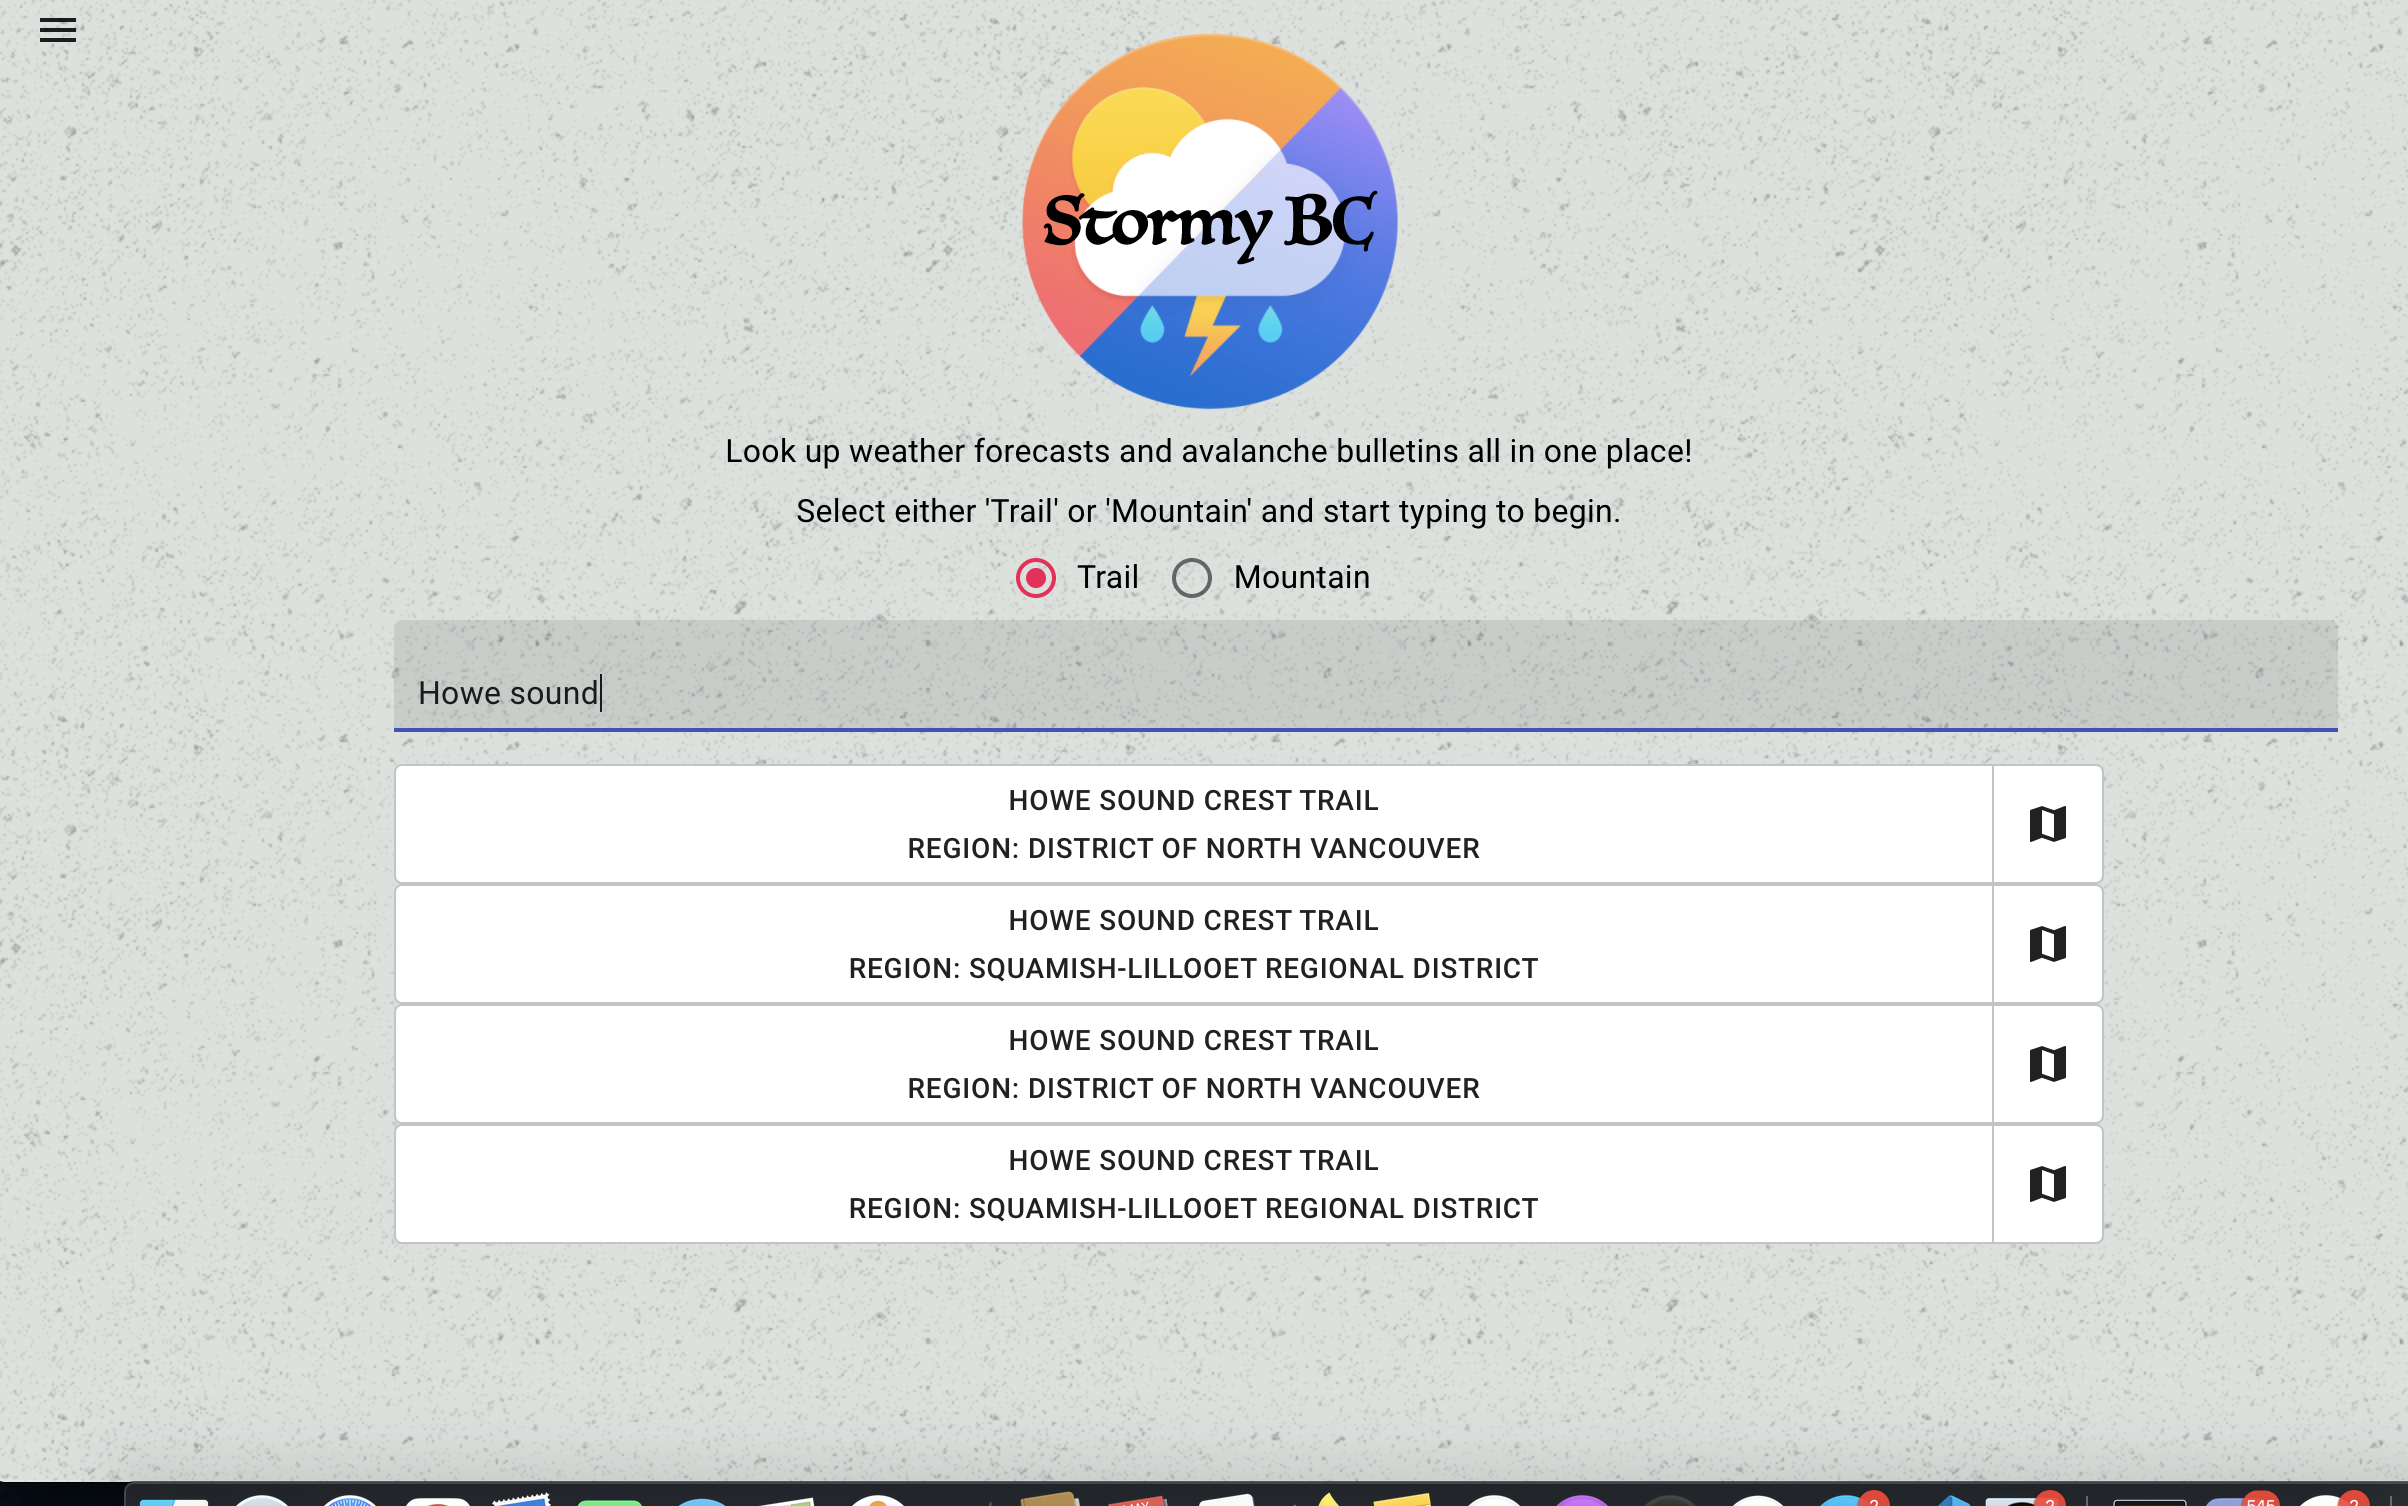 Stormy BC
Look up weather forecasts and avalanche bulletins all in one place!
Select either 'Trail' or 'Mountain' and start typing to begin.
Trail Mountain
Howe sound
HOWE SOUND CREST TRAIL
REGION: DISTRICT OF NORTH VANCOUVER
HOWE SOUND CREST TRAIL
REGION: SQUAMISH-LILLOOET REGIONAL DISTRICT
HOWE SOUND CREST TRAIL
REGION: DISTRICT OF NORTH VANCOUVER
HOWE SOUND CREST TRAIL
REGION: SQUAMISH-LILLOOET REGIONAL DISTRICT